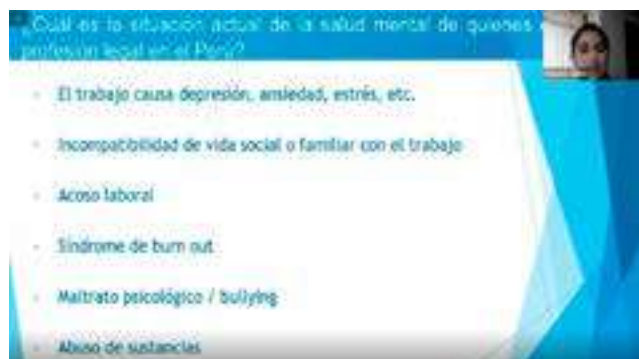 ¿Cuál es la situación actual de la salud mental de quienes
profesión legal en el Perú?
El trabajo causa depresión, ansiedad, estrés, etc.
Incompatibilidad de vida social o familiar con el trabajo
Acoso laboral
Síndrome de burn out
Maltrato psicológico / bullying
Abuso de sustancias